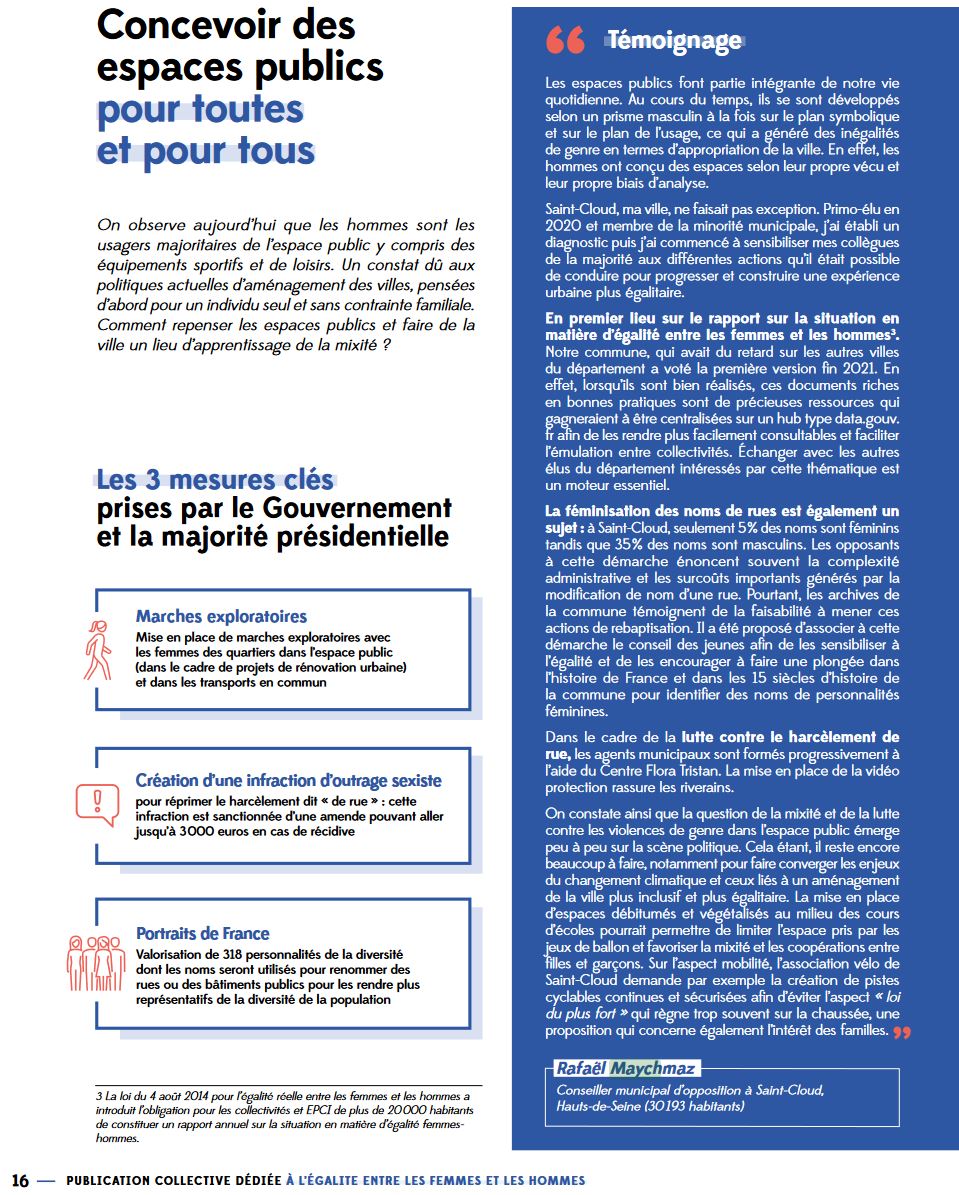 Concevoir des
espaces publics
pour toutes
et pour tous
On observe aujourd'hui que les hommes sont les
usagers majoritaires de l'espace public y compris des
équipements sportifs et de loisirs. Un constat dû aux
politiques actuelles d'aménagement des villes, pensées
d'abord pour un individu seul et sans contrainte familiale.
Comment repenser les espaces publics et faire de la
ville un lieu d'apprentissage de la mixité ?
Les 3 mesures clés
prises par le Gouvernement
et la majorité présidentielle
Marches exploratoires
Mise en place de marches exploratoires avec
les femmes des quartiers dans l'espace public
(dans le cadre de projets de rénovation urbaine)
et dans les transports en commun
Création d'une infraction d'outrage sexiste
pour réprimer le harcèlement dit « de rue » : cette
infraction est sanctionnée d'une amende pouvant aller
jusqu'à 3 000 euros en cas de récidive
Portraits de France
Valorisation de 318 personnalités de la diversité
dont les noms seront utilisés pour renommer des
rues ou des bâtiments publics pour les rendre plus
représentatifs de la diversité de la population
3 La loi du 4 août 2014 pour l'égalité réelle entre les femmes et les hommes a
introduit l'obligation pour les collectivités et EPCI de plus de 20 000 habitants
de constituer un rapport annuel sur la situation en matière d'égalité femmes-
hommes.
“ Témoignage
Les espaces publics font partie intégrante de notre vie
quotidienne. Au cours du temps, ils se sont développés
selon un prisme masculin à la fois sur le plan symbolique
et sur le plan de l'usage, ce qui a généré des inégalités
de genre en termes d'appropriation de la ville. En effet, les
hommes ont conçu des espaces selon leur propre vécu et
leur propre biais d'analyse.
Saint-Cloud, ma ville, ne faisait pas exception. Primo-élu en
2020 et membre de la minorité municipale, j'ai établi un
diagnostic puis j'ai commencé à sensibiliser mes collègues
de la majorité aux différentes actions qu'il était possible
de conduire pour progresser et construire une expérience
urbaine plus égalitaire.
En premier lieu sur le rapport sur la situation en
matière d'égalité entre les femmes et les hommes³.
Notre commune, qui avait du retard sur les autres villes
du département a voté la première version fin 2021. En
effet, lorsqu'ils sont bien réalisés, ces documents riches
en bonnes pratiques sont de précieuses ressources qui
gagneraient à être centralisées sur un hub type data.gouv.
fr afin de les rendre plus facilement consultables et faciliter
l'émulation entre collectivités. Échanger avec les autres
élus du département intéressés par cette thématique est
un moteur essentiel.
La féminisation des noms de rues est également un
sujet : à Saint-Cloud, seulement 5% des noms sont féminins
tandis que 35% des noms sont masculins. Les opposants
à cette démarche énoncent souvent la complexité
administrative et les surcoûts importants générés par la
modification de nom d'une rue. Pourtant, les archives de
la commune témoignent de la faisabilité à mener ces
actions de rebaptisation. Il a été proposé d'associer à cette
démarche le conseil des jeunes afin de les sensibiliser à
l'égalité et de les encourager à faire une plongée dans
l'histoire de France et dans les 15 siècles d'histoire de
la commune pour identifier des noms de personnalités
féminines.
Dans le cadre de la lutte contre le harcèlement de
rue, les agents municipaux sont formés progressivement à
l'aide du Centre Flora Tristan. La mise en place de la vidéo
protection rassure les riverains.
On constate ainsi que la question de la mixité et de la lutte
contre les violences de genre dans l'espace public émerge
peu à peu sur la scène politique. Cela étant, il reste encore
beaucoup à faire, notamment pour faire converger les enjeux
du changement climatique et ceux liés à un aménagement
de la ville plus inclusif et plus égalitaire. La mise en place
d'espaces débitumés et végétalisés au milieu des cours
d'écoles pourrait permettre de limiter l'espace pris par les
jeux de ballon et favoriser la mixité et les coopérations entre
filles et garçons. Sur l'aspect mobilité, l'association vélo de
Saint-Cloud demande par exemple la création de pistes
cyclables continues et sécurisées afin d'éviter l'aspect « loi
du plus fort » qui règne trop souvent sur la chaussée, une
proposition qui concerne également l'intérêt des familles. ”
Rafaël Maychmaz
Conseiller municipal d'opposition à Saint-Cloud,
Hauts-de-Seine (30193 habitants)
16 — PUBLICATION COLLECTIVE DÉDIÉE À L'ÉGALITE ENTRE LES FEMMES ET LES HOMMES